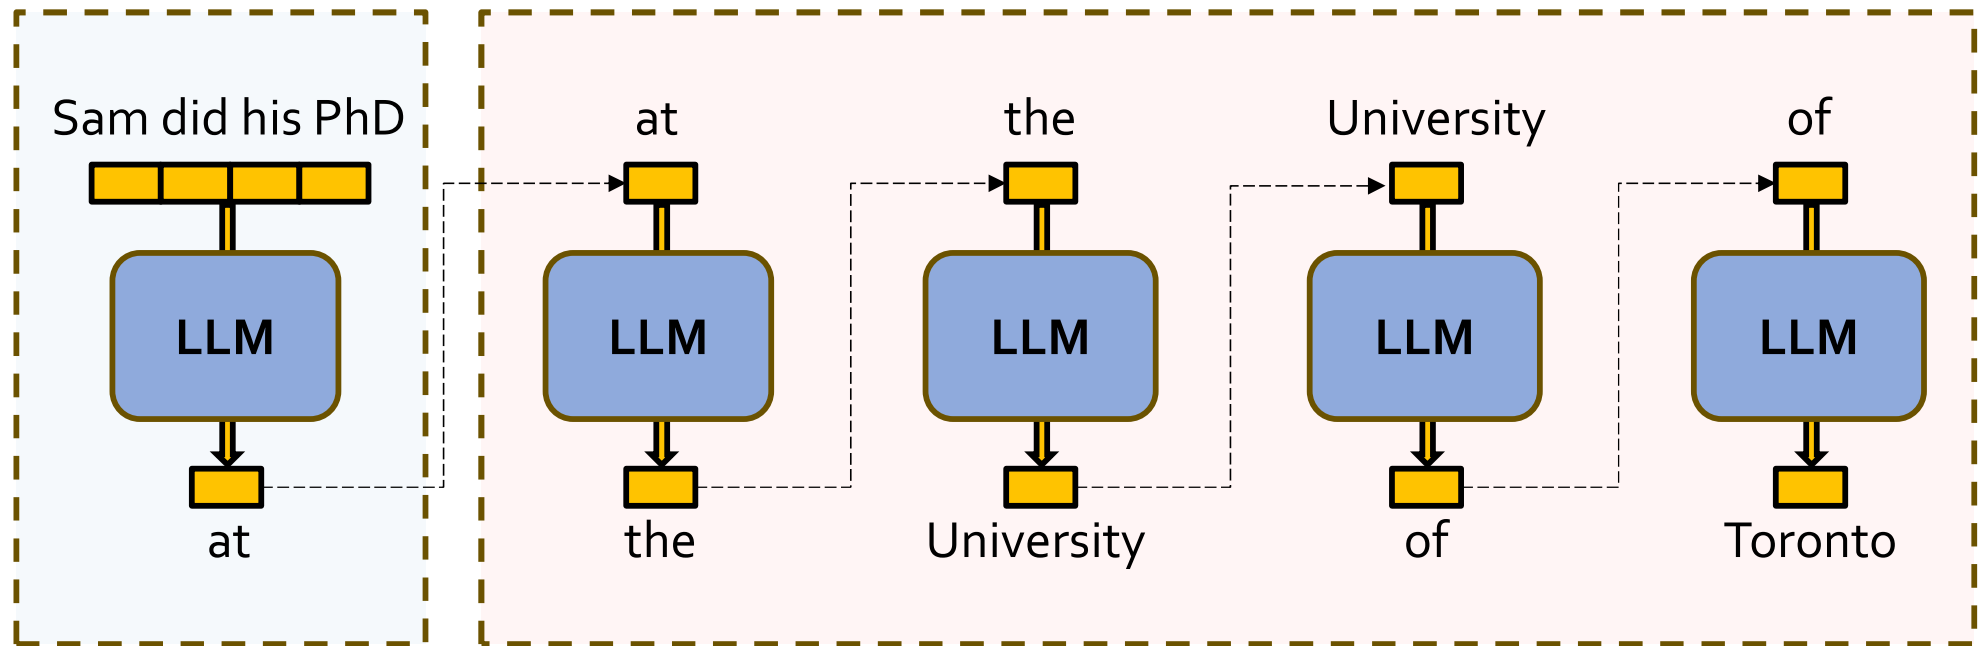 Sam did his PhD
at
the
University
of
LLM
LLM
LLM
LLM
LLM
at
the
University
of
Toronto